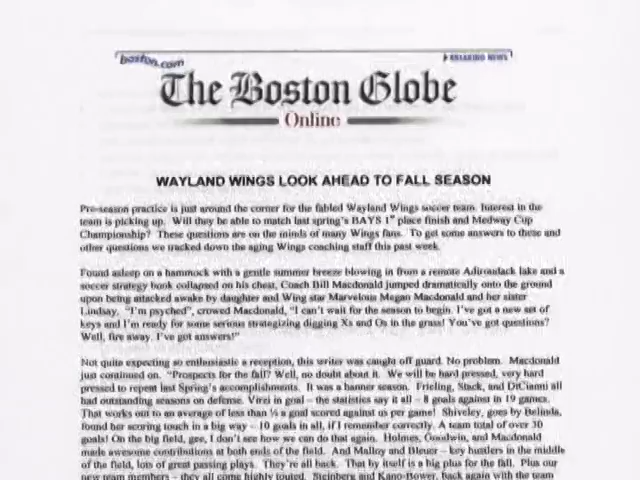 boston.com
BREAKING NEWS
The Boston Globe
Online
WAYLAND WINGS LOOK AHEAD TO FALL SEASON
Pre-season practice is just around the corner for the fabled Wayland Wings soccer team. Interest in the
team is picking up. Will they be able to match last spring's BAYS 1st place finish and Medway Cup
Championship? These questions are on the minds of many Wings fans. To get some answers to these and
other questions we tracked down the aging Wings coaching staff this past week.
Found asleep on a hammock with a gentle summer breeze blowing in from a remote Adirondack lake and a
soccer strategy book collapsed on his chest, Coach Bill Macdonald jumped dramatically onto the ground
upon being attacked awake by daughter and Wing star Marvelous Megan Macdonald and her sister
Lindsay. "I'm psyched", crowed Macdonald, "I can't wait for the season to begin. I've got a new set of
keys and I'm ready for some serious strategizing digging Xs and Os in the grass! You've got questions?
Well, fire away. I've got answers!"
Not quite expecting so enthusiastic a reception, this writer was caught off guard. No problem. Macdonald
just continued on. "Prospects for the fall? Well, no doubt about it. We will be hard pressed, very hard
pressed to repeat last Spring's accomplishments. It was a banner season. Frieling, Stack, and DiCianni all
had outstanding seasons on defense. Virzi in goal – the statistics say it all – 8 goals against in 19 games.
That works out to an average of less than ½ a goal scored against us per game! Shiveley, goes by Belinda,
found her scoring touch in a big way – 10 goals in all, if I remember correctly. A team total of over 30
goals! On the big field, gee, I don't see how we can do that again. Holmes, Goodwin, and Macdonald
made awesome contributions at both ends of the field. And Malloy and Bleuer – key hustlers in the middle
of the field, lots of great passing plays. They're all back. That by itself is a big plus for the fall. Plus our
new team members – they all come highly touted. Steinberg and Kano-Bower, back again with the team